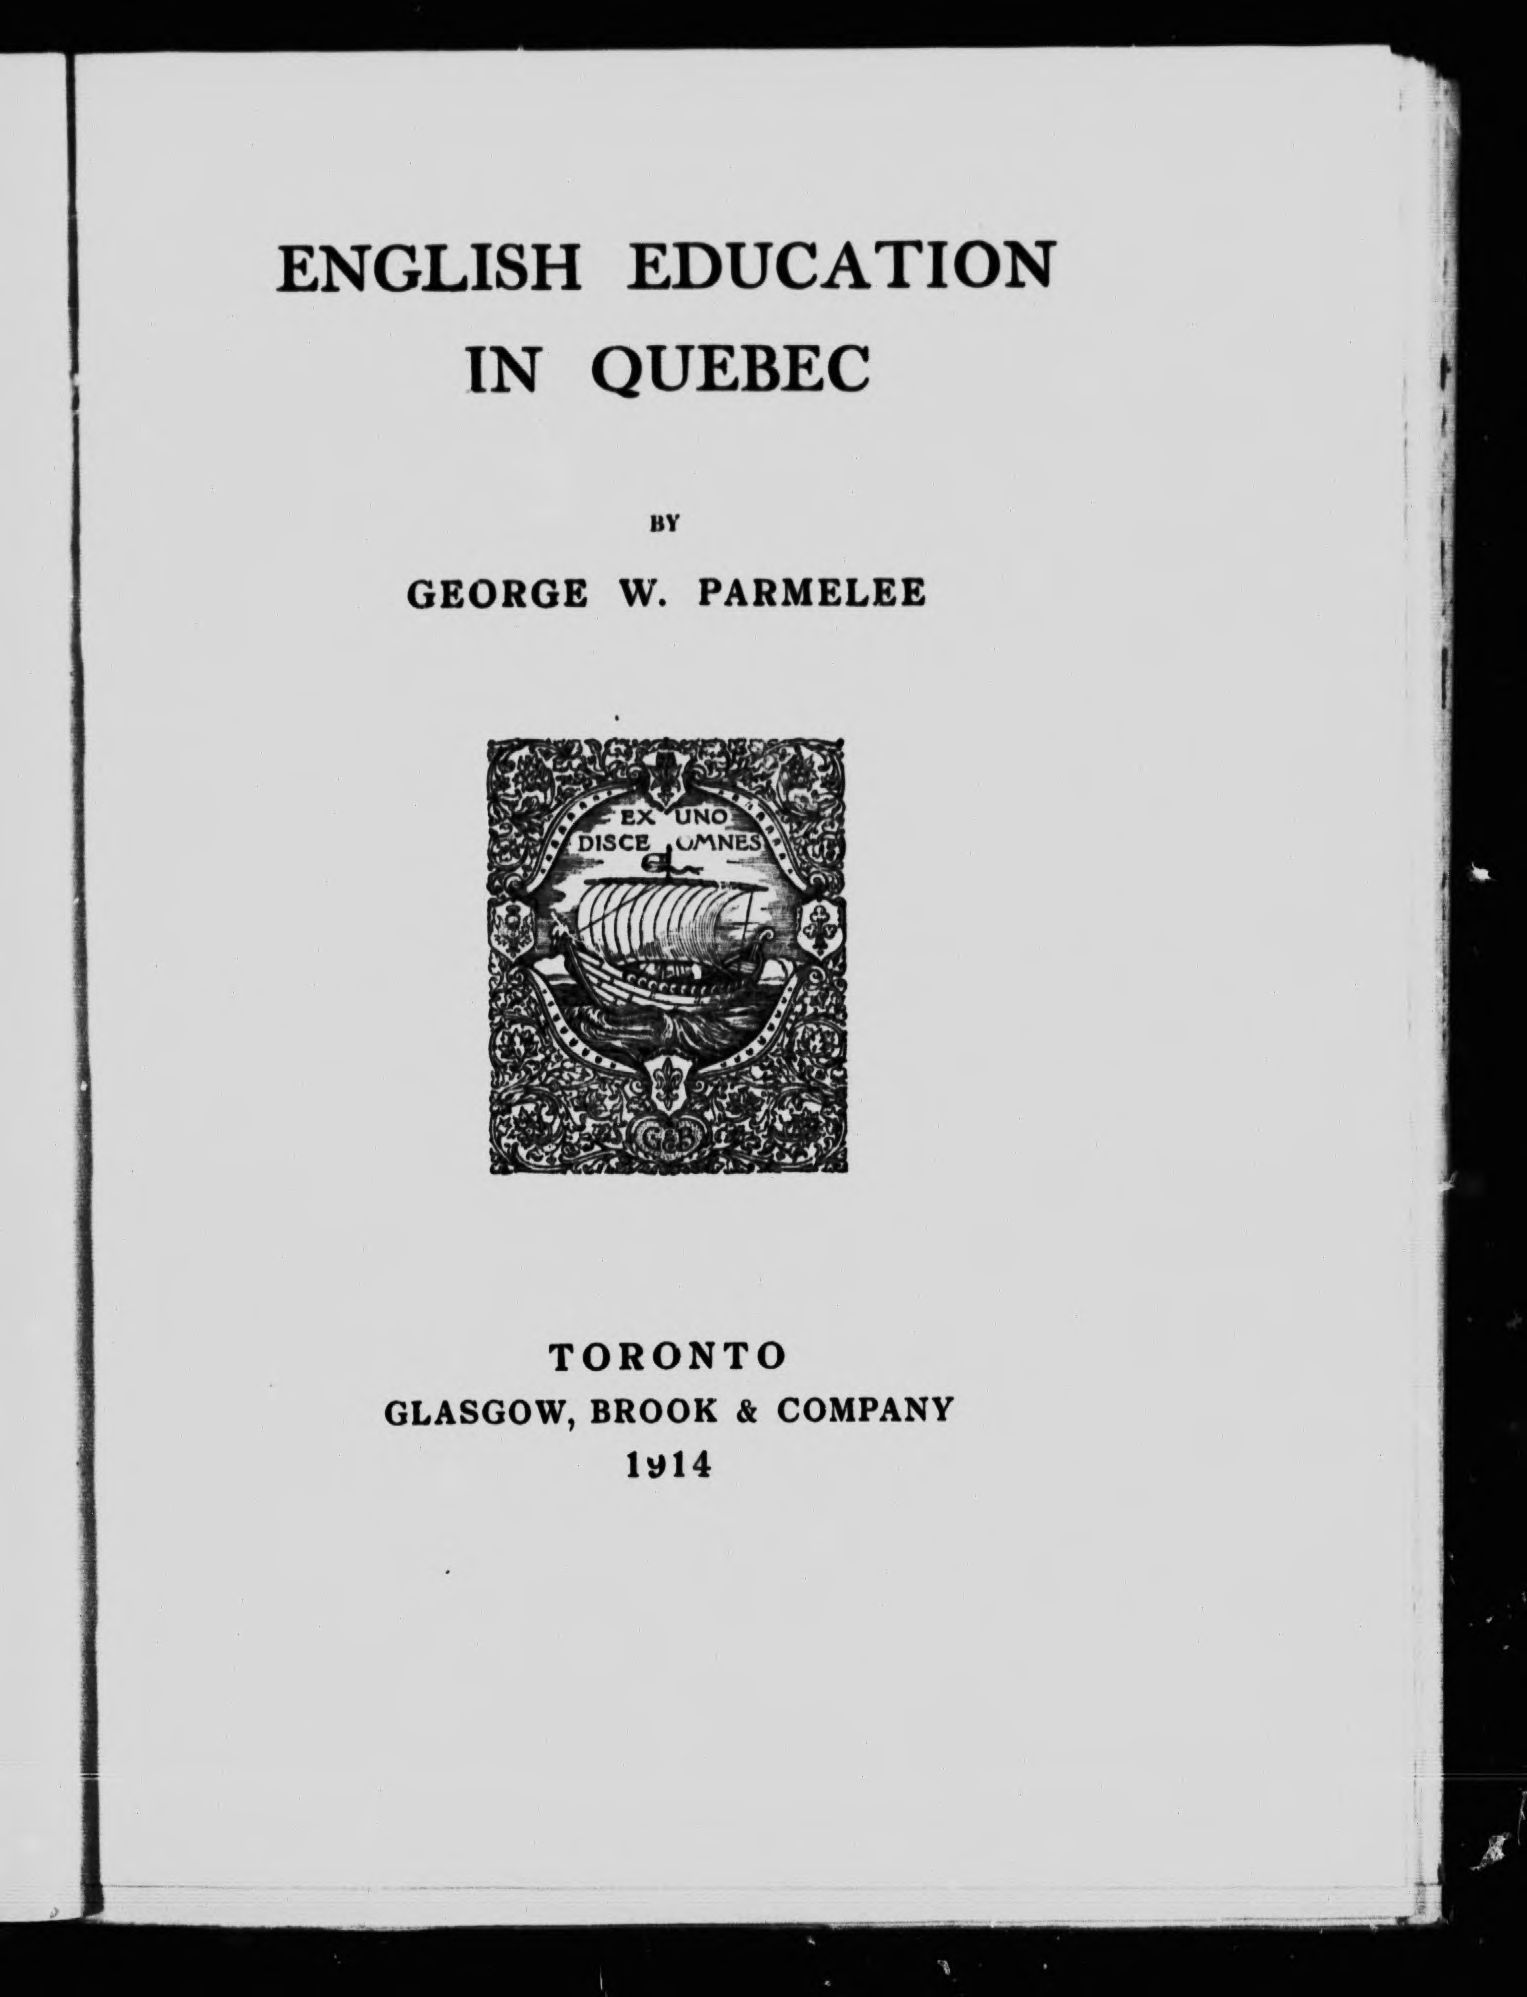 ENGLISH EDUCATION
IN QUEBEC
BY
GEORGE W. PARMELEE
EX UNO
DISCE OMNES
G&B
TORONTO
GLASGOW, BROOK & COMPANY
1914